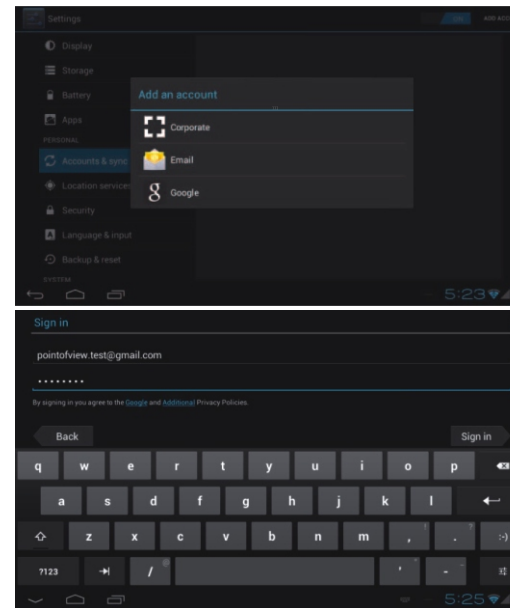 Settings
ADD ACC
Display
Storage
Battery
Apps
PERSONAL
Accounts & sync
Location services
Security
Language & input
Backup & reset
SYSTEM
Add an account
Corporate
Email
Google
5:23
Sign in
pointofview.test@gmail.com
........
By signing in you agree to the Google and Additional Privacy Policies.
Back
Sign in
q w e r t y u i o p
a s d f g h j k l
z x c v b n m , ! . ?
:-)
?123 / @ ' " - _
5:25